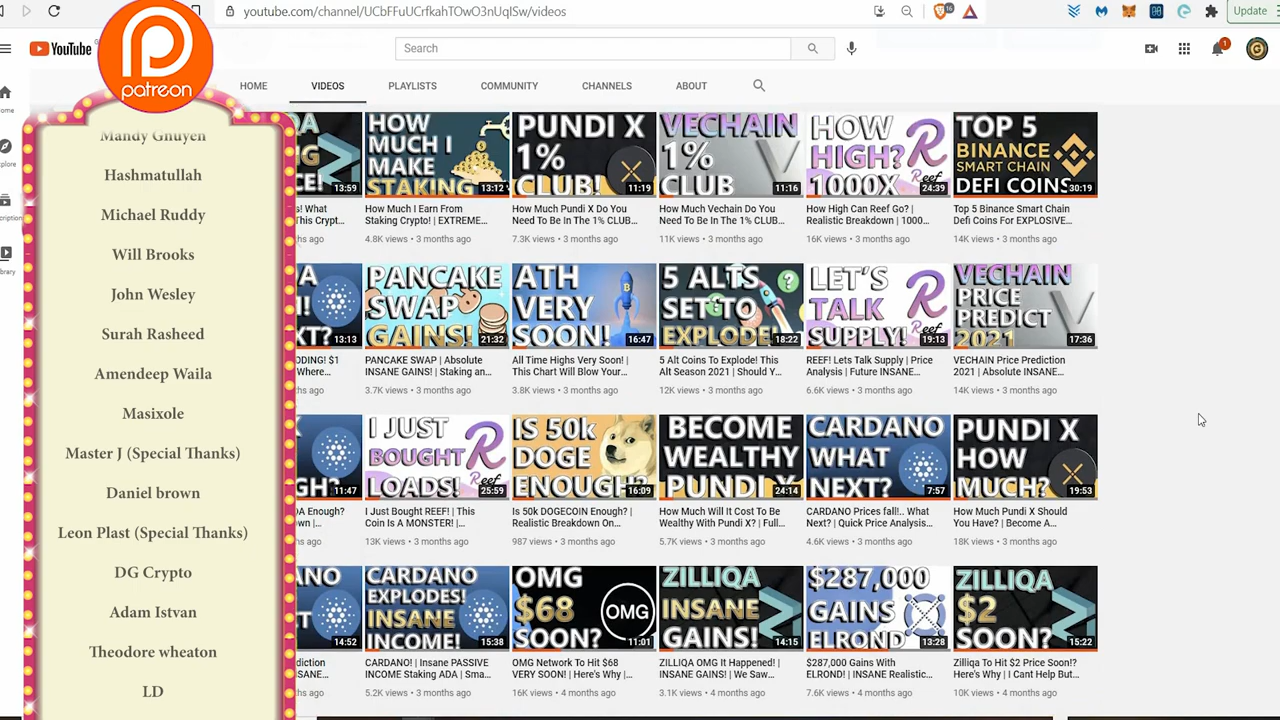 youtube.com/channel/UCbFFuUCrfkahTOwO3nUqISw/videos
Update
patreon
YouTube
Search
1
HOME
VIDEOS
PLAYLISTS
COMMUNITY
CHANNELS
ABOUT
Mandy Gnuyen
Hashmatullah
Michael Ruddy
Will Brooks
John Wesley
Surah Rasheed
Amendeep Waila
Masixole
Master J (Special Thanks)
Daniel brown
Leon Plast (Special Thanks)
DG Crypto
Adam Istvan
Theodore wheaton
LD
13:59
HOW
MUCH I
MAKE
STAKING
13:12
PUNDI X
1%
CLUB!
11:19
VECHAIN
1%
CLUB
11:16
HOW
HIGH?
1000X
Reef
24:39
TOP 5
BINANCE
SMART CHAIN
DEFI COINS
30:19
What
This Crypt...
How Much I Earn From
Staking Crypto! | EXTREME...
4.8K views • 3 months ago
How Much Pundi X Do You
Need To Be In The 1% CLUB...
7.3K views • 3 months ago
How Much Vechain Do You
Need To Be In The 1% CLUB...
11K views • 3 months ago
How High Can Reef Go? |
Realistic Breakdown | 1000...
16K views • 3 months ago
Top 5 Binance Smart Chain
Defi Coins For EXPLOSIVE...
14K views • 3 months ago
13:13
PANCAKE
SWAP
GAINS!
21:32
ATH
VERY
SOON!
16:47
5 ALTS
SET TO
EXPLODE!
18:22
LET'S
TALK
SUPPLY!
Reef
19:13
VECHAIN
PRICE
PREDICT
2021
17:36
$1
Where...
PANCAKE SWAP | Absolute
INSANE GAINS! | Staking an...
3.7K views • 3 months ago
All Time Highs Very Soon! |
This Chart Will Blow Your...
3.8K views • 3 months ago
5 Alt Coins To Explode! This
Alt Season 2021 | Should Y...
12K views • 3 months ago
REEF! Lets Talk Supply | Price
Analysis | Future INSANE...
6.6K views • 3 months ago
VECHAIN Price Prediction
2021 | Absolute INSANE...
14K views • 3 months ago
11:47
I JUST
BOUGHT
LOADS!
Reef
25:59
IS 50k
DOGE
ENOUGH?
16:09
BECOME
WEALTHY
PUNDI X
24:14
CARDANO
WHAT
NEXT?
7:57
PUNDI X
HOW
MUCH?
19:53
Enough?
I Just Bought REEF! | This
Coin Is A MONSTER! |...
13K views • 3 months ago
Is 50k DOGECOIN Enough? |
Realistic Breakdown On...
987 views • 3 months ago
How Much Will It Cost To Be
Wealthy With Pundi X? | Full...
5.7K views • 3 months ago
CARDANO Prices fall!.. What
Next? | Quick Price Analysis...
4.6K views • 3 months ago
How Much Pundi X Should
You Have? | Become A...
18K views • 3 months ago
14:52
CARDANO
EXPLODES!
INSANE
INCOME!
15:38
OMG
$68
SOON?
OMG
11:01
ZILLIQA
INSANE
GAINS!
14:15
$287,000
GAINS
ELROND
13:28
ZILLIQA
$2
SOON?
15:22
CARDANO! | Insane PASSIVE
INCOME Staking ADA | Sma...
5.2K views • 3 months ago
OMG Network To Hit $68
VERY SOON! | Here's Why |...
16K views • 4 months ago
ZILLIQA OMG It Happened! |
INSANE GAINS! | We Saw...
3.1K views • 4 months ago
$287,000 Gains With
ELROND! | INSANE Realistic...
7.6K views • 4 months ago
Zilliqa To Hit $2 Price Soon!?
Here's Why | I Cant Help But...
10K views • 4 months ago